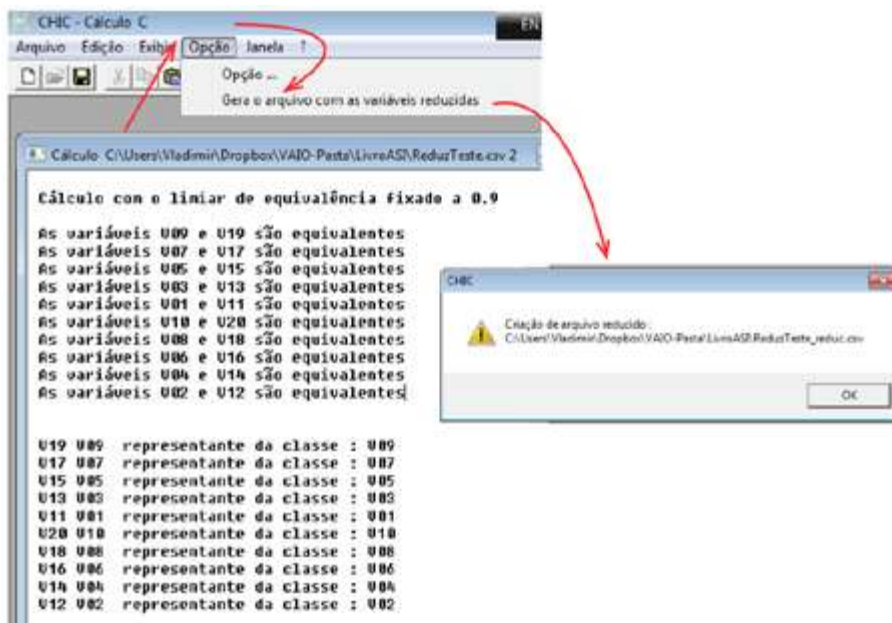 CHIC - Cálculo C
EN
Arquivo Edição Exibir Opção Janela ?
Opção ...
Gera o arquivo com as variáveis reduzidas
Cálculo C:\Users\Vladimir\Dropbox\VAIO-Pasta\LivroASI\ReduzTeste.csv 2
Cálculo com o limiar de equivalência fixado a 0.9
As variáveis V09 e V19 são equivalentes
As variáveis V07 e V17 são equivalentes
As variáveis V05 e V15 são equivalentes
As variáveis V03 e V13 são equivalentes
As variáveis V01 e V11 são equivalentes
As variáveis V10 e V20 são equivalentes
As variáveis V08 e V18 são equivalentes
As variáveis V06 e V16 são equivalentes
As variáveis V04 e V14 são equivalentes
As variáveis V02 e V12 são equivalentes
CHIC
Criação de arquivo reduzido :
C:\Users\Vladimir\Dropbox\VAIO-Pasta\LivroASI\ReduzTeste_reduc.csv
OK
V19 V09 representante da classe : V09
V17 V07 representante da classe : V07
V15 V05 representante da classe : V05
V13 V03 representante da classe : V03
V11 V01 representante da classe : V01
V20 V10 representante da classe : V10
V18 V08 representante da classe : V08
V16 V06 representante da classe : V06
V14 V04 representante da classe : V04
V12 V02 representante da classe : V02